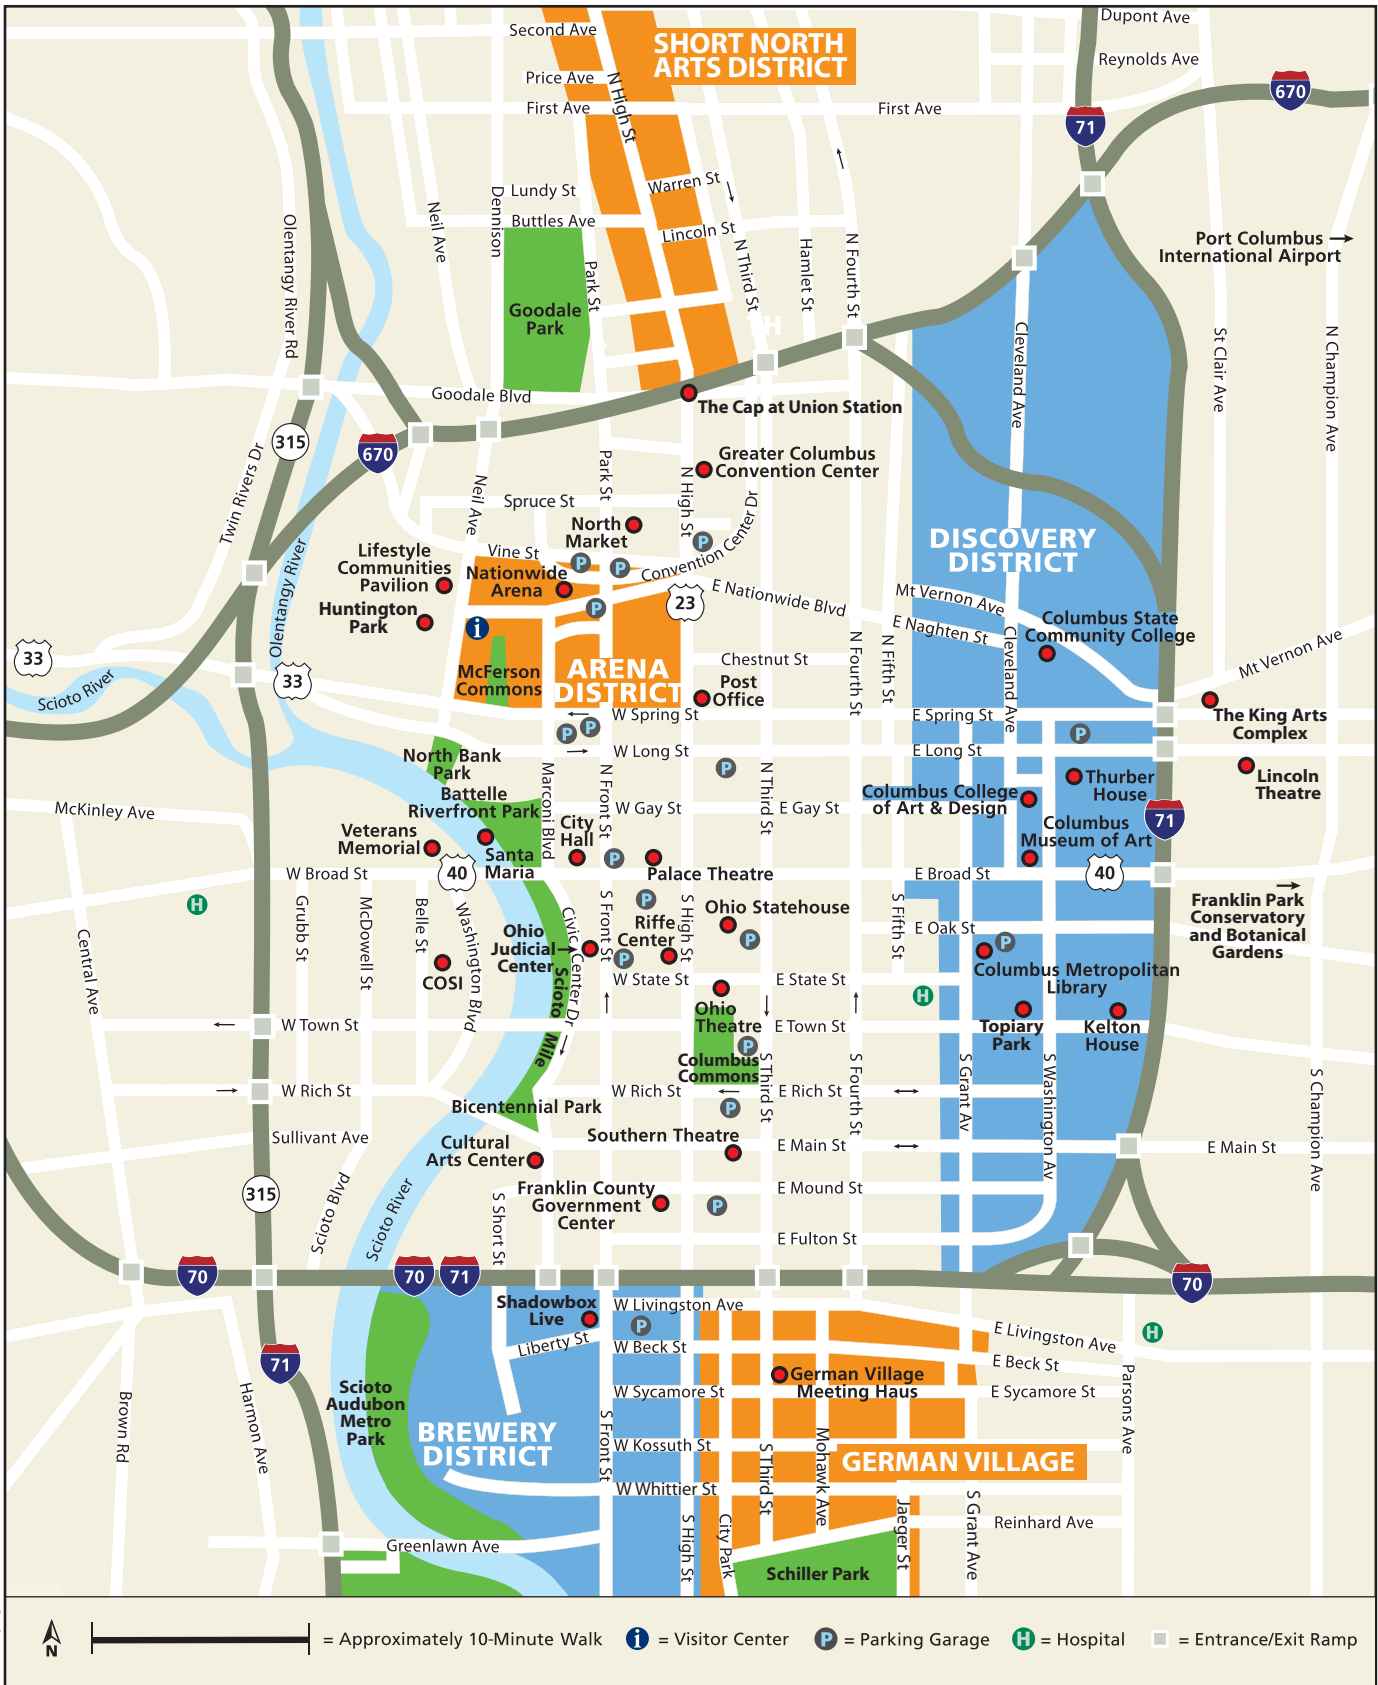 Second Ave
SHORT NORTH
ARTS DISTRICT
Dupont Ave
Reynolds Ave
Price Ave
N High St
First Ave
First Ave
670
71
Lundy St
Warren St
Dennison
Neil Ave
Olentangy River Rd
Buttles Ave
Lincoln St
N Third St
Hamlet St
N Fourth St
Park St
Port Columbus
International Airport
Goodale
Park
H
Cleveland Ave
St Clair Ave
N Champion Ave
Goodale Blvd
The Cap at Union Station
315
670
Twin Rivers Dr
Greater Columbus
Convention Center
Park St
N High St
Neil Ave
Spruce St
North
Market
Convention Center Dr
P
P
P
DISCOVERY
DISTRICT
Olentangy River
Lifestyle
Communities
Pavilion
Vine St
Nationwide
Arena
Huntington
Park
i
P
23
E Nationwide Blvd
Mt Vernon Ave
E Naghten St
Columbus State
Community College
Cleveland Ave
N Fourth St
N Fifth St
Mt Vernon Ave
33
33
Scioto River
McFerson
Commons
ARENA
DISTRICT
Chestnut St
Post
Office
W Spring St
E Spring St
P
P
P
The King Arts
Complex
W Long St
E Long St
North Bank
Park
P
Marconi Blvd
N Front St
N Third St
Thurber
House
Lincoln
Theatre
Battelle
Riverfront Park
McKinley Ave
W Gay St
E Gay St
Columbus College
of Art & Design
71
City
Hall
Veterans
Memorial
Columbus
Museum of Art
Santa
Maria
P
Palace Theatre
40
W Broad St
E Broad St
40
H
Grubb St
McDowell St
Belle St
Washington Blvd
Central Ave
Civic Center Dr
S Front St
P
S High St
Ohio Statehouse
S Fifth St
E Oak St
Franklin Park
Conservatory
and Botanical
Gardens
Ohio
Judicial
Center
Riffe
Center
P
P
P
COSI
Scioto Mile
W State St
E State St
Columbus Metropolitan
Library
H
Ohio
Theatre
Topiary
Park
Kelton
House
W Town St
E Town St
P
Columbus
Commons
S Third St
S Fourth St
S Grant Av
S Washington Av
S Champion Ave
W Rich St
W Rich St
E Rich St
Bicentennial Park
P
Sullivant Ave
Cultural
Arts Center
Southern Theatre
E Main St
E Main St
315
Scioto Blvd
Scioto River
S Short St
Franklin County
Government
Center
P
E Mound St
E Fulton St
70
70
71
70
Shadowbox
Live
W Livingston Ave
P
Liberty St
W Beck St
E Livingston Ave
H
E Beck St
71
German Village
Meeting Haus
W Sycamore St
E Sycamore St
Brown Rd
Harmon Ave
Scioto
Audubon
Metro
Park
BREWERY
DISTRICT
S Front St
W Kossuth St
S Third St
Mohawk Ave
GERMAN VILLAGE
Parsons Ave
W Whittier St
S High St
City Park
Jaeger St
S Grant Ave
Reinhard Ave
Greenlawn Ave
Schiller Park
N
= Approximately 10-Minute Walk
i = Visitor Center
P = Parking Garage
H = Hospital
= Entrance/Exit Ramp